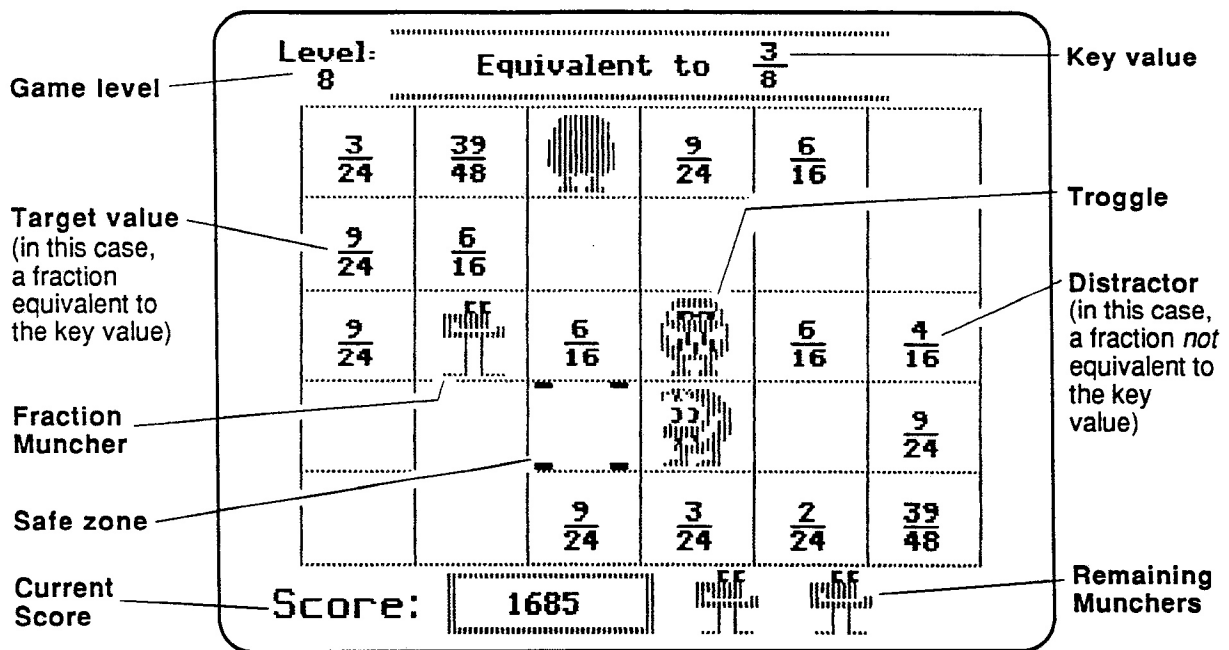 Level:
8
Equivalent to 3/8
Key value
Game level
3/24 39/48 9/24 6/16
Troggle
Target value
(in this case,
a fraction
equivalent to
the key value)
9/24 6/16
Distractor
(in this case,
a fraction not
equivalent to
the key
value)
9/24 6/16 6/16 4/16
Fraction
Muncher
9/24
Safe zone
9/24 3/24 2/24 39/48
Current
Score
Score: 1685
Remaining
Munchers